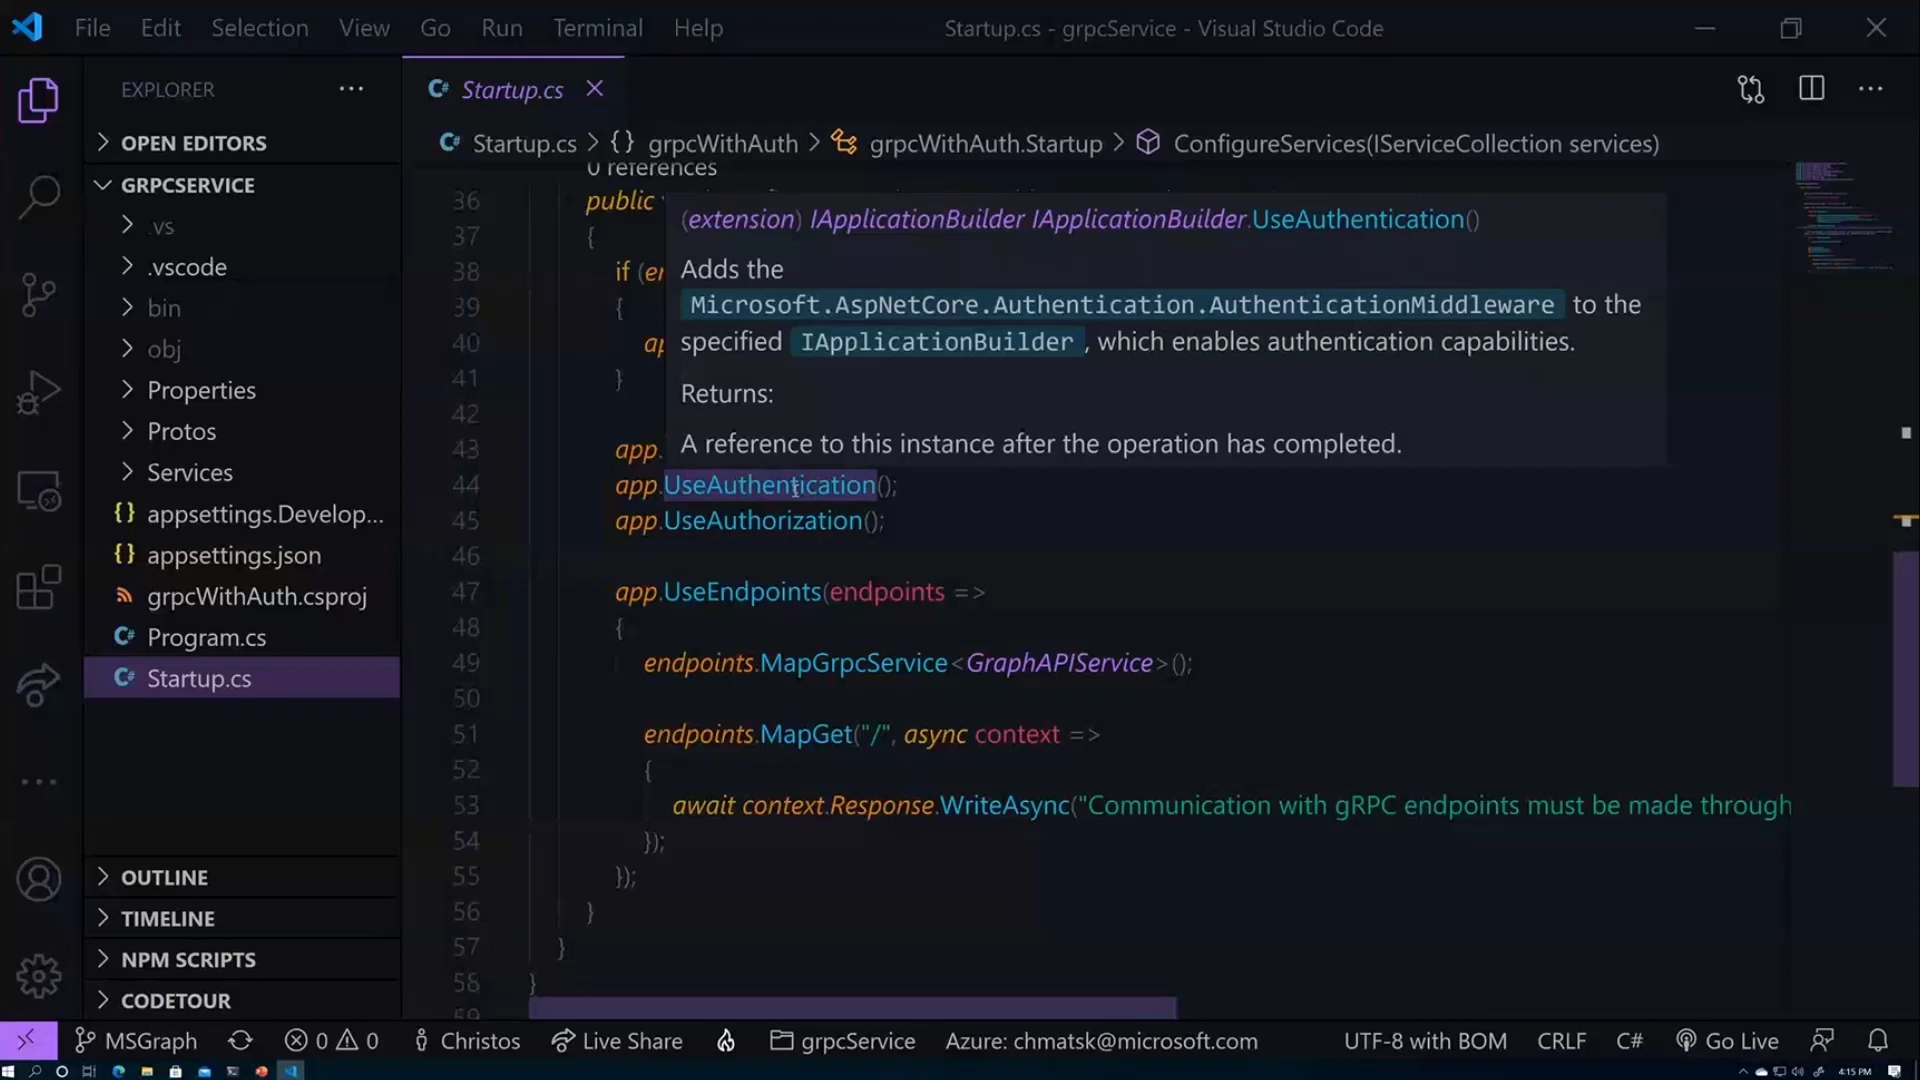 File Edit Selection View Go Run Terminal Help Startup.cs - grpcService - Visual Studio Code
EXPLORER
OPEN EDITORS
GRPCSERVICE
.vs
.vscode
bin
obj
Properties
Protos
Services
{} appsettings.Develop...
{} appsettings.json
grpcWithAuth.csproj
C# Program.cs
C# Startup.cs
OUTLINE
TIMELINE
NPM SCRIPTS
CODETOUR
C# Startup.cs
C# Startup.cs > {} grpcWithAuth > grpcWithAuth.Startup > ConfigureServices(IServiceCollection services)
0 references
36 public
37 {
38 if (er
39 {
40 ap
41 }
42
43 app.
(extension) IApplicationBuilder IApplicationBuilder.UseAuthentication()
Adds the
Microsoft.AspNetCore.Authentication.AuthenticationMiddleware to the
specified IApplicationBuilder, which enables authentication capabilities.
Returns:
A reference to this instance after the operation has completed.
44 app.UseAuthentication();
45 app.UseAuthorization();
46
47 app.UseEndpoints(endpoints =>
48 {
49 endpoints.MapGrpcService<GraphAPIService>();
50
51 endpoints.MapGet("/", async context =>
52 {
53 await context.Response.WriteAsync("Communication with gRPC endpoints must be made through
54 });
55 });
56 }
57 }
58 }
59
MSGraph 0 0 Christos Live Share grpcService Azure: chmatsk@microsoft.com UTF-8 with BOM CRLF C# Go Live
4:15 PM